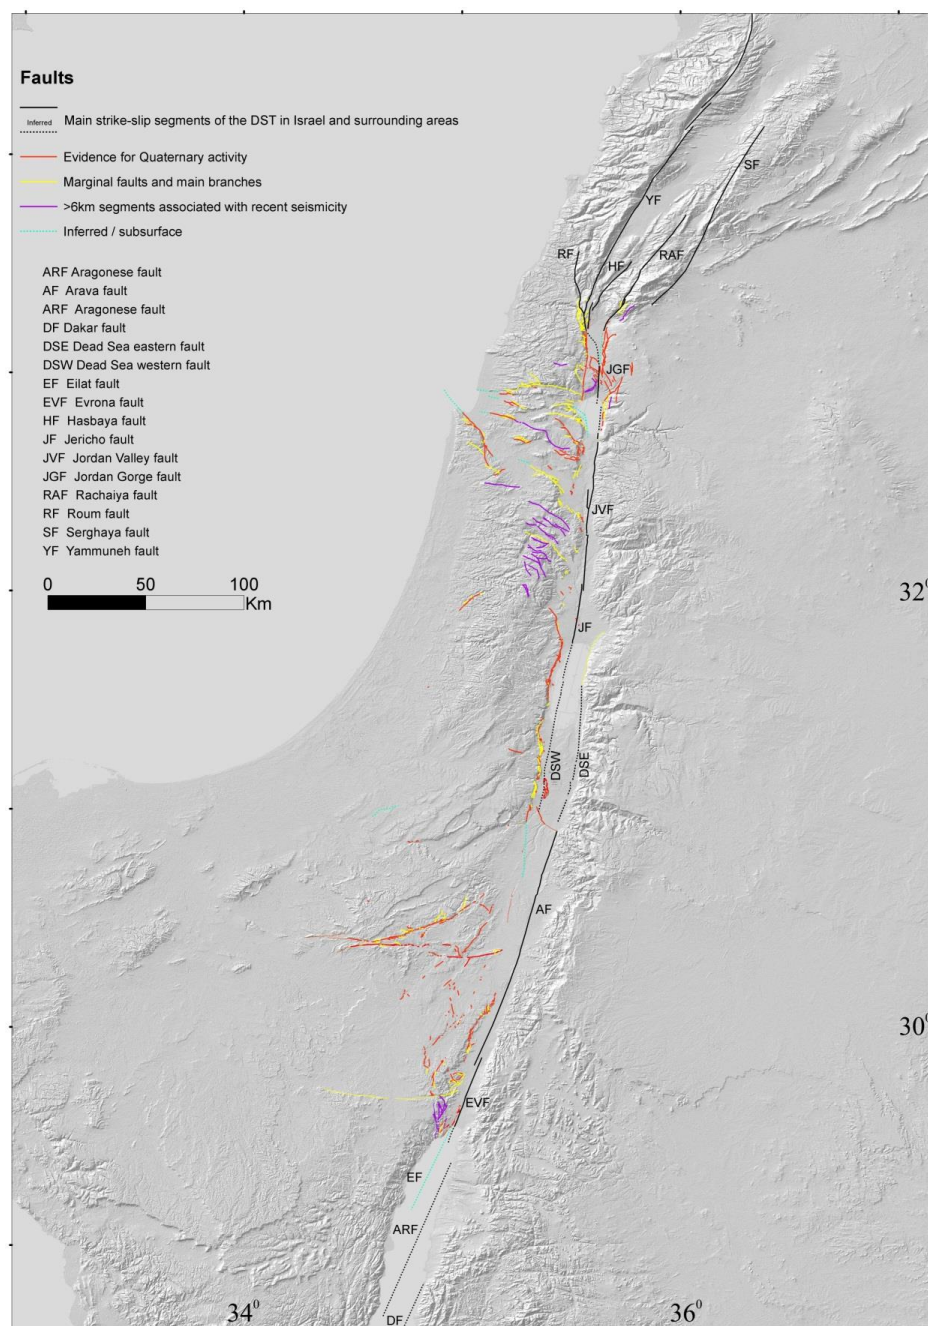 Faults
Inferred
Main strike-slip segments of the DST in Israel and surrounding areas
Evidence for Quaternary activity
Marginal faults and main branches
>6km segments associated with recent seismicity
Inferred / subsurface
ARF Aragonese fault
AF Arava fault
ARF Aragonese fault
DF Dakar fault
DSE Dead Sea eastern fault
DSW Dead Sea western fault
EF Eilat fault
EVF Evrona fault
HF Hasbaya fault
JF Jericho fault
JVF Jordan Valley fault
JGF Jordan Gorge fault
RAF Rachaiya fault
RF Roum fault
SF Serghaya fault
YF Yammuneh fault
0 50 100
Km
SF
YF
RF
HF
RAF
JGF
JVF
32⁰
JF
DSW
DSE
AF
30⁰
EVF
EF
ARF
34⁰
36⁰
DF